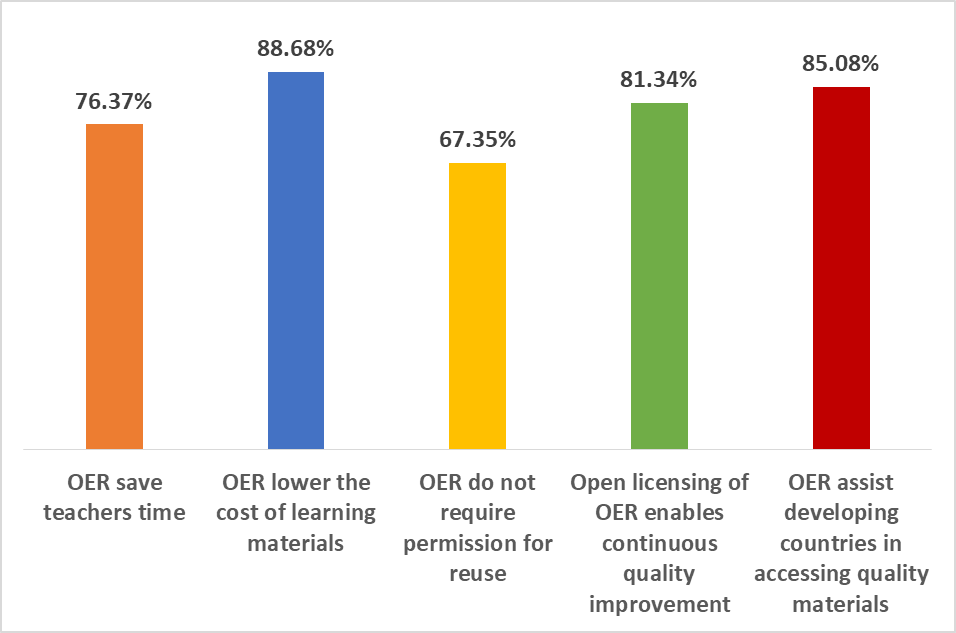 76.37%
88.68%
67.35%
81.34%
85.08%
OER save
teachers time
OER lower the
cost of learning
materials
OER do not
require
permission for
reuse
Open licensing of
OER enables
continuous
quality
improvement
OER assist
developing
countries in
accessing quality
materials